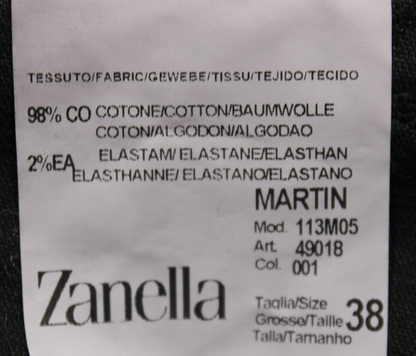 TESSUTO/FABRIC/GEWEBE/TISSU/TEJIDO/TECIDO
98% CO COTONE/COTTON/BAUMWOLLE
COTON/ALGODON/ALGODAO
2%EA ELASTAM/ ELASTANE/ELASTHAN
ELASTHANNE/ ELASTANO/ELASTANO
MARTIN
Mod. 113M05
Art. 49018
Col. 001
Zanella
Taglia/Size
Grosse/Taille 38
Talla/Tamanho